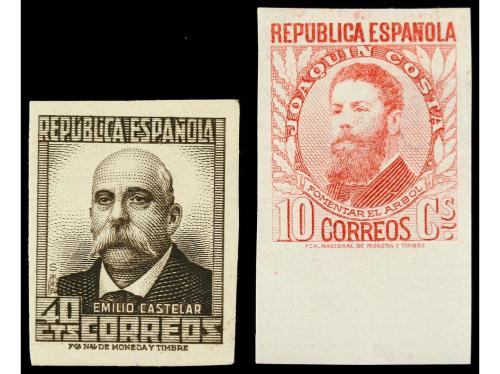 REPUBLICA ESPAÑOLA
EMILIO CASTELAR
40
CTS CORREOS
FCA NAL DE MONEDA Y TIMBRE
REPUBLICA ESPAÑOLA
JOAQUIN COSTA
FOMENTAR EL ARBOL
10 CORREOS CS
FCA. NACIONAL DE MONEDA Y TIMBRE